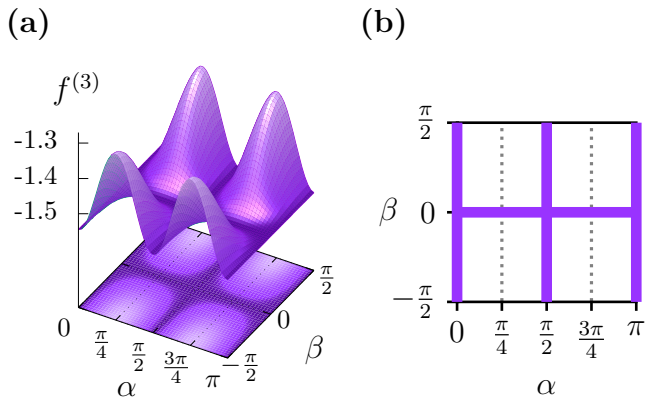 (a)
f⁽³⁾
-1.3
-1.4
-1.5
0
π/4
π/2
3π/4
π
α
-π/2
0
π/2
β
(b)
π/2
β 0
-π/2
0 π/4 π/2 3π/4 π
α